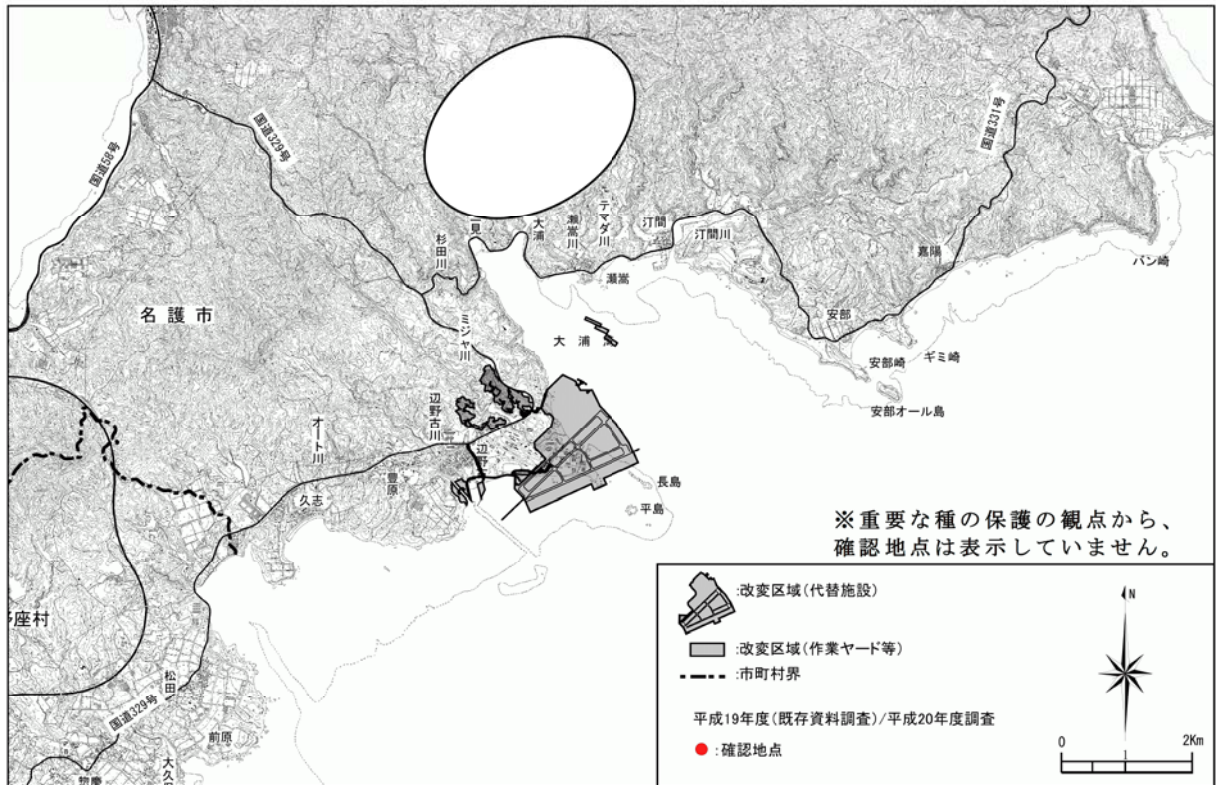 国道58号
国道329号
国道331号
二見
大浦
瀬嵩川
テマダ川
汀間
汀間川
杉田川
瀬嵩
嘉陽
バン崎
名護市
ミジャ川
大浦
安部
安部崎
ギミ崎
安部オール島
辺野古川
オート川
辺野
豊原
久志
長島
平島
※重要な種の保護の観点から、
確認地点は表示していません。
座村
松田
国道329号
前原
大久
惣慶
:改変区域(代替施設)
:改変区域(作業ヤード等)
:市町村界
平成19年度(既存資料調査)/平成20年度調査
:確認地点
N
0 1 2Km